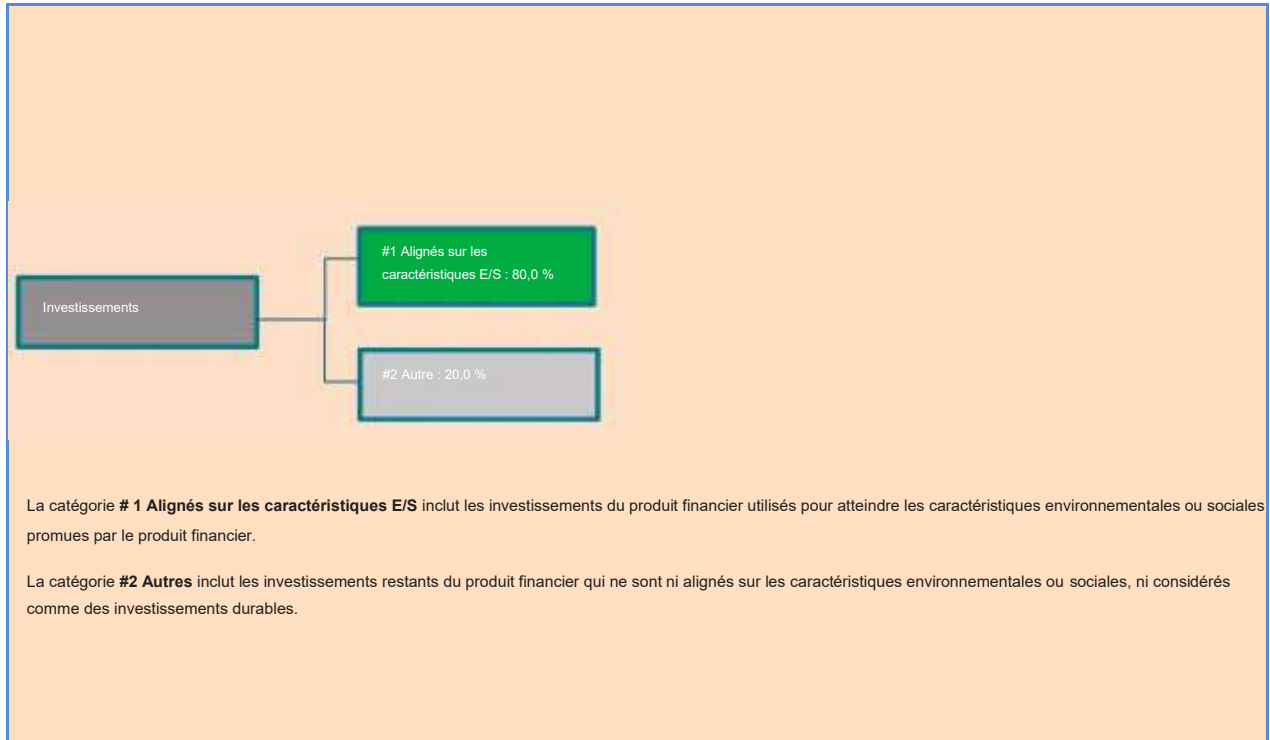 #1 Alignés sur les
caractéristiques E/S : 80,0 %
Investissements
#2 Autre : 20,0 %
La catégorie # 1 Alignés sur les caractéristiques E/S inclut les investissements du produit financier utilisés pour atteindre les caractéristiques environnementales ou sociales
promues par le produit financier.
La catégorie #2 Autres inclut les investissements restants du produit financier qui ne sont ni alignés sur les caractéristiques environnementales ou sociales, ni considérés
comme des investissements durables.